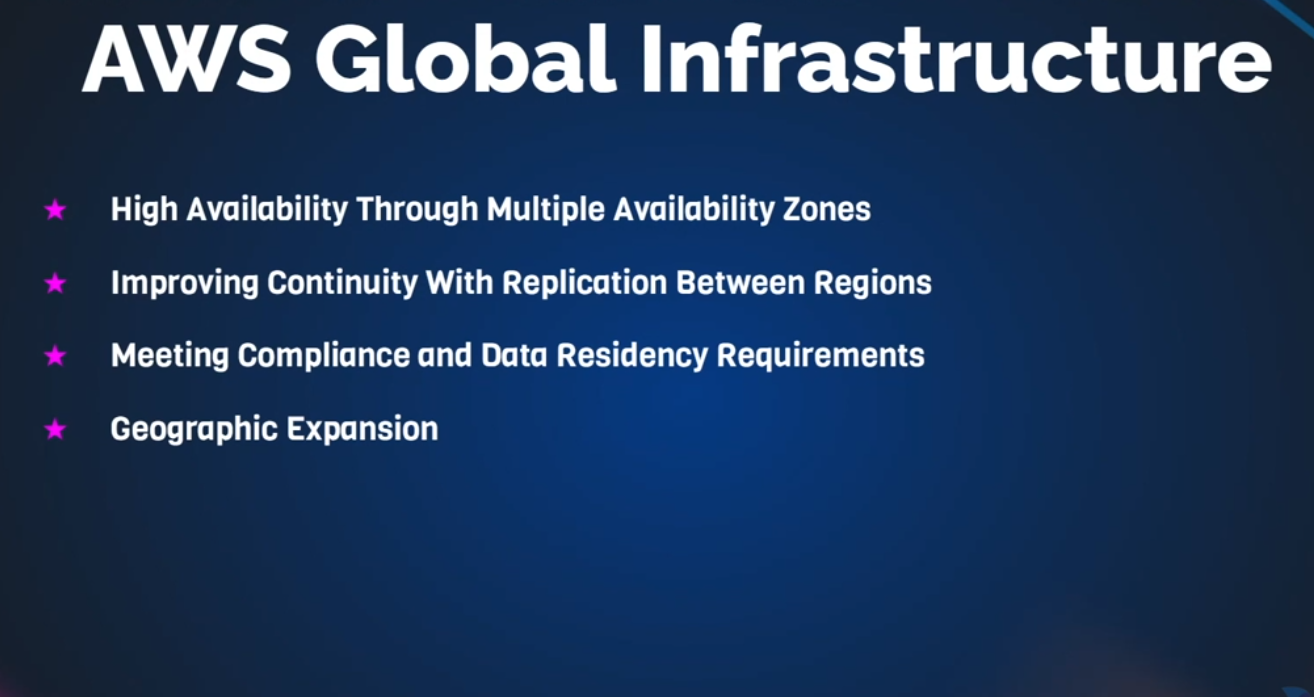 AWS Global Infrastructure
High Availability Through Multiple Availability Zones
Improving Continuity With Replication Between Regions
Meeting Compliance and Data Residency Requirements
Geographic Expansion